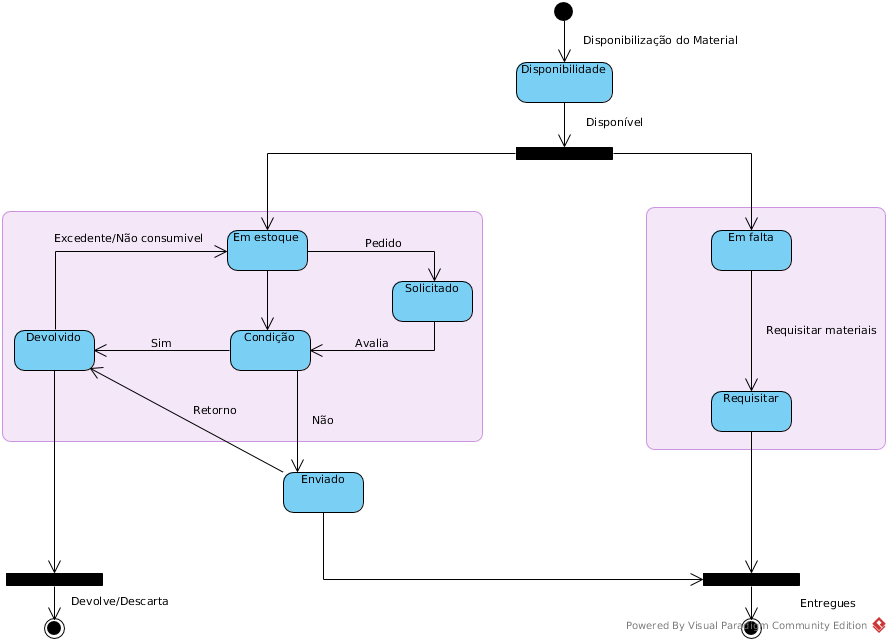 Disponibilização do Material
Disponibilidade
Disponível
Excedente/Não consumivel
Em estoque
Pedido
Em falta
Solicitado
Requisitar materiais
Devolvido
Sim
Condição
Avalia
Retorno
Não
Requisitar
Enviado
Devolve/Descarta
Entregues
Powered By Visual Paradigm Community Edition